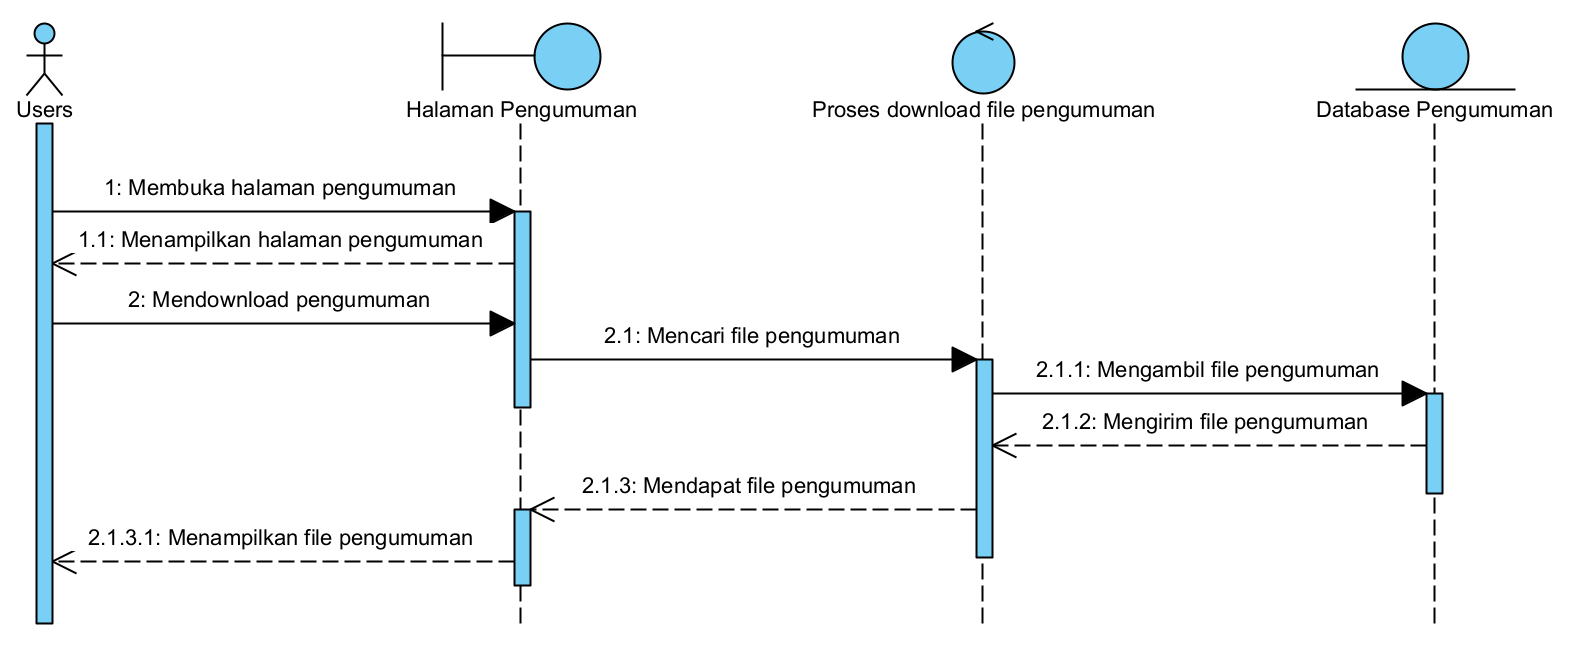 Users
Halaman Pengumuman
Proses download file pengumuman
Database Pengumuman
1: Membuka halaman pengumuman
1.1: Menampilkan halaman pengumuman
2: Mendownload pengumuman
2.1: Mencari file pengumuman
2.1.1: Mengambil file pengumuman
2.1.2: Mengirim file pengumuman
2.1.3: Mendapat file pengumuman
2.1.3.1: Menampilkan file pengumuman